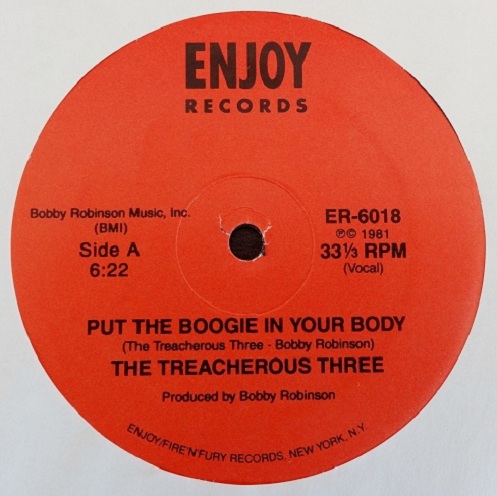 ENJOY
RECORDS
Bobby Robinson Music, Inc.
(BMI)
Side A
6:22
ER-6018
℗© 1981
33⅓ RPM
(Vocal)
PUT THE BOOGIE IN YOUR BODY
(The Treacherous Three - Bobby Robinson)
THE TREACHEROUS THREE
Produced by Bobby Robinson
ENJOY/FIRE'N'FURY RECORDS, NEW YORK, N.Y.